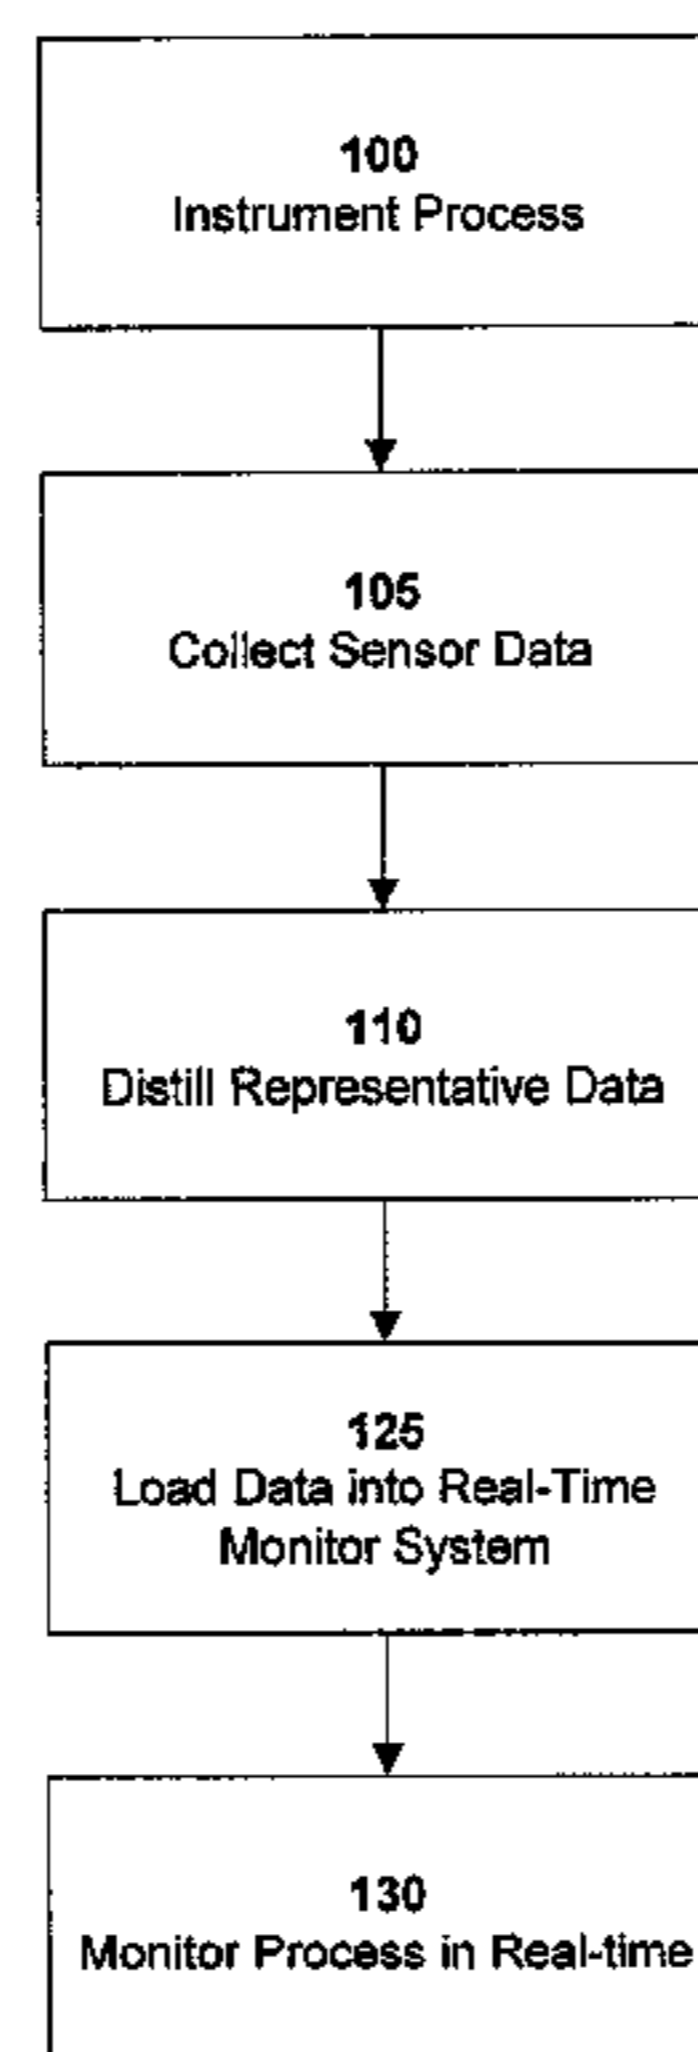 100
Instrument Process
105
Collect Sensor Data
110
Distill Representative Data
125
Load Data into Real-Time
Monitor System
130
Monitor Process in Real-time